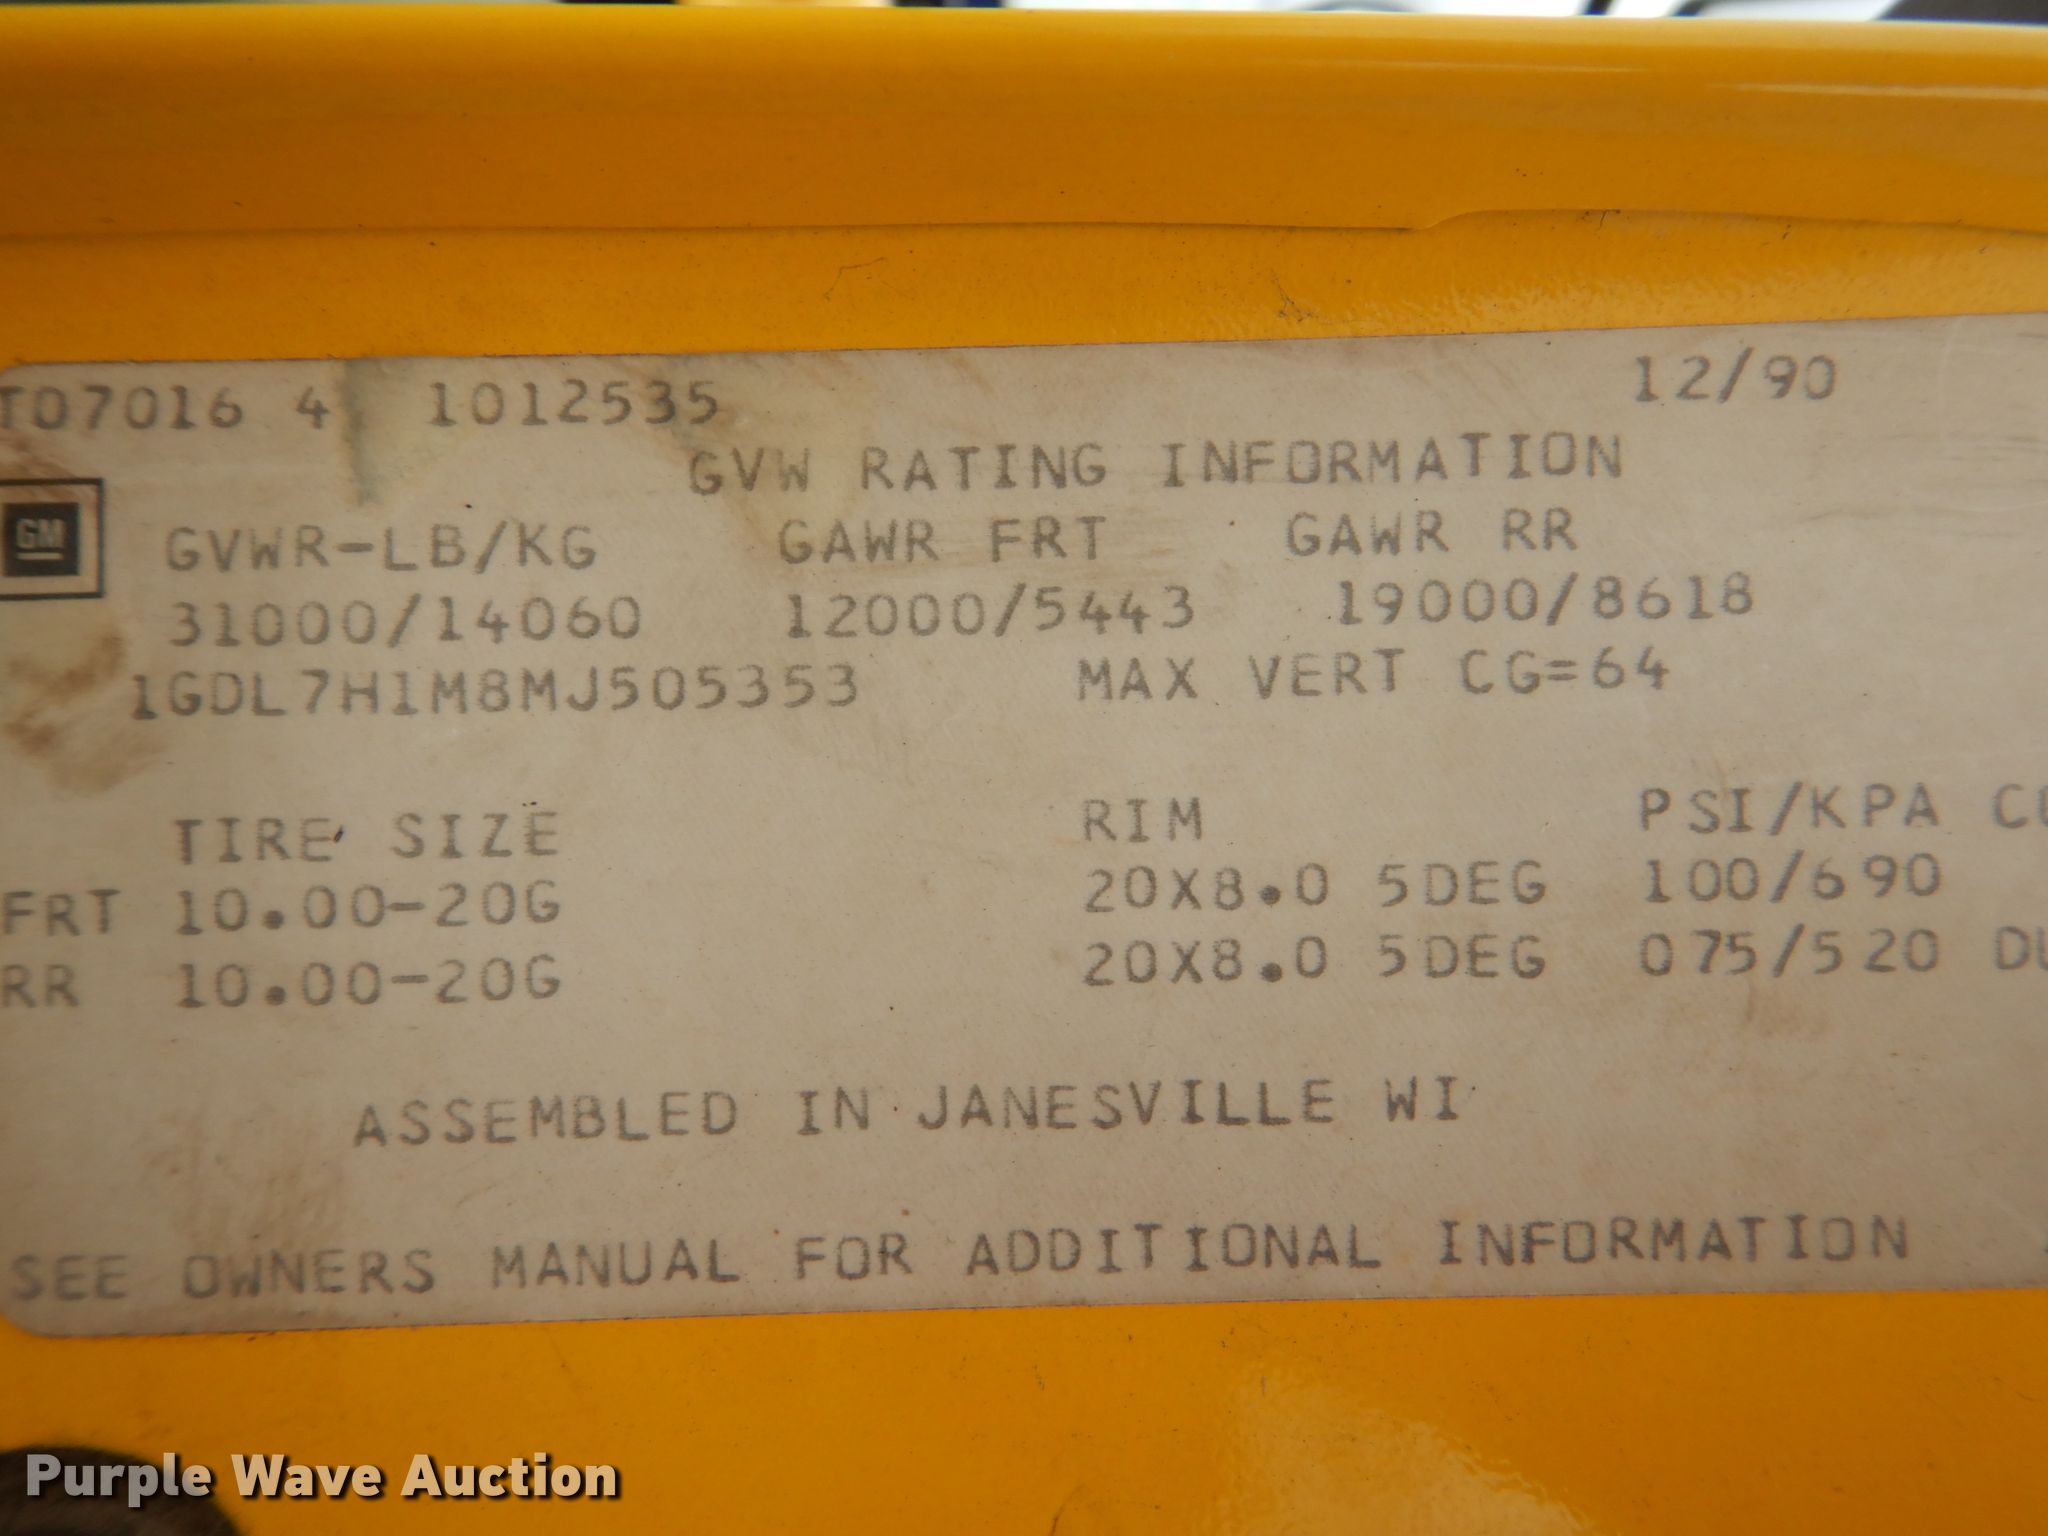 T07016 4 1012535 12/90
GVW RATING INFORMATION
GM
GVWR-LB/KG GAWR FRT GAWR RR
31000/14060 12000/5443 19000/8618
1GDL7H1M8MJ505353 MAX VERT CG=64
TIRE SIZE RIM PSI/KPA
FRT 10.00-20G 20X8.0 5DEG 100/690
RR 10.00-20G 20X8.0 5DEG 075/520
ASSEMBLED IN JANESVILLE WI
SEE OWNERS MANUAL FOR ADDITIONAL INFORMATION
Purple Wave Auction